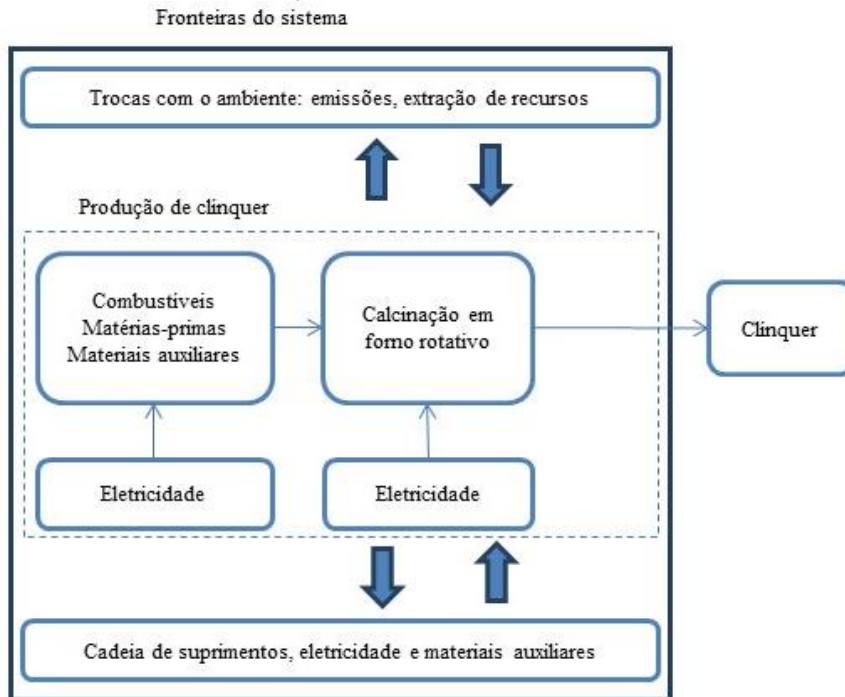 Fronteiras do sistema
Trocas com o ambiente: emissões, extração de recursos
Produção de clinquer
Combustíveis
Matérias-primas
Materiais auxiliares
Calcinação em
forno rotativo
Clinquer
Eletricidade
Eletricidade
Cadeia de suprimentos, eletricidade e materiais auxiliares